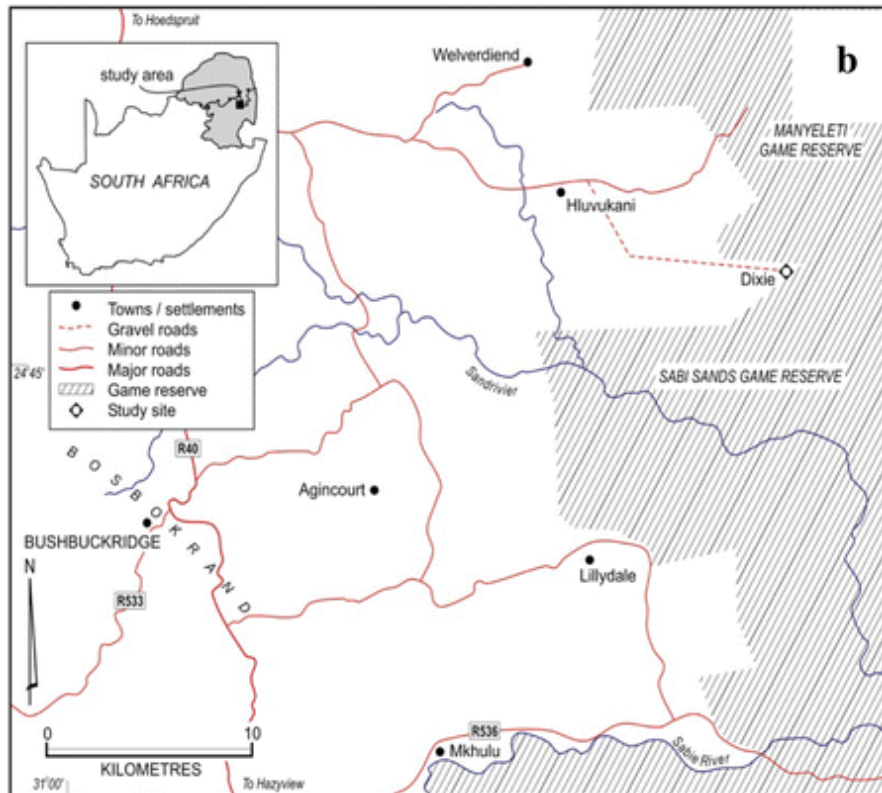 To Hoedspruit
Welverdiend
b
study area
MANYELETI
GAME RESERVE
SOUTH AFRICA
Hluvukani
Dixie
Towns / settlements
Gravel roads
Minor roads
Major roads
Game reserve
Study site
24°45'
Sandrivier
SABI SANDS GAME RESERVE
R40
BOSBOKRAND
Agincourt
BUSHBUCKRIDGE
N
Lillydale
R533
0 10
KILOMETRES
R536
Mkhulu
Sabie River
31°00'
To Hazyview